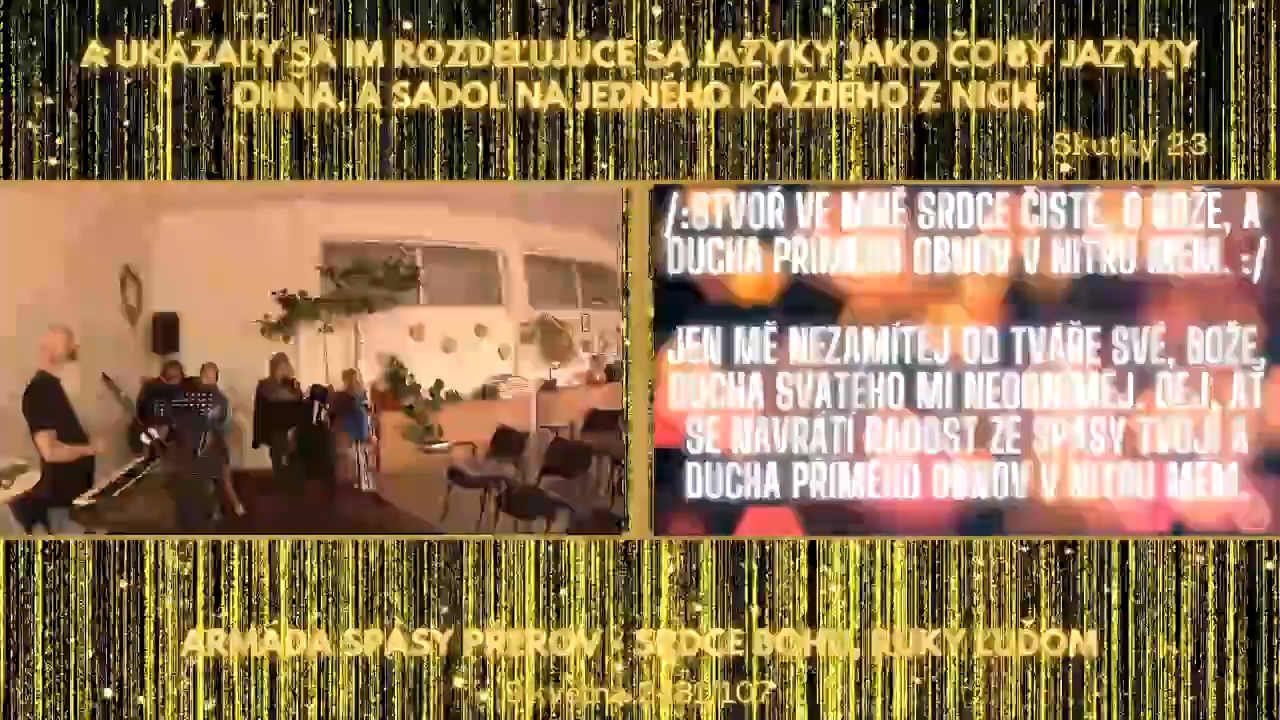 A UKÁZALY SA IM ROZDEĽUJÚCE SA JAZYKY JAKO ČO BY JAZYKY
OHŇA, A SADOL NA JEDNÉHO KAŽDÉHO Z NICH.
Skutky 2:3
/:STVOŘ VE MNĚ SRDCE ČISTÉ, Ó BOŽE, A
DUCHA PŘÍMÉHO OBNOV V NITRU MÉM. :/
JEN MĚ NEZAMÍTEJ OD TVÁŘE SVÉ, BOŽE,
DUCHA SVATÉHO MI NEODNÍMEJ. DEJ, AŤ
SE NAVRÁTÍ RADOST ZE SPÁSY TVOJÍ A
DUCHA PŘÍMÉHO OBNOV V NITRU MÉM.
ARMÁDA SPÁSY PŘEROV - SRDCE BOHU, RUKY ĽUĎOM